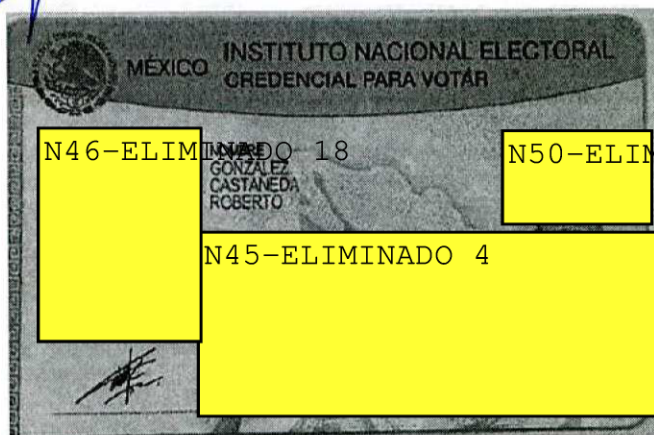 MÉXICO INSTITUTO NACIONAL ELECTORAL
CREDENCIAL PARA VOTAR
N46-ELIMINADO 18
N50-ELIM
NOMBRE
GONZALEZ
CASTAÑEDA
ROBERTO
N45-ELIMINADO 4